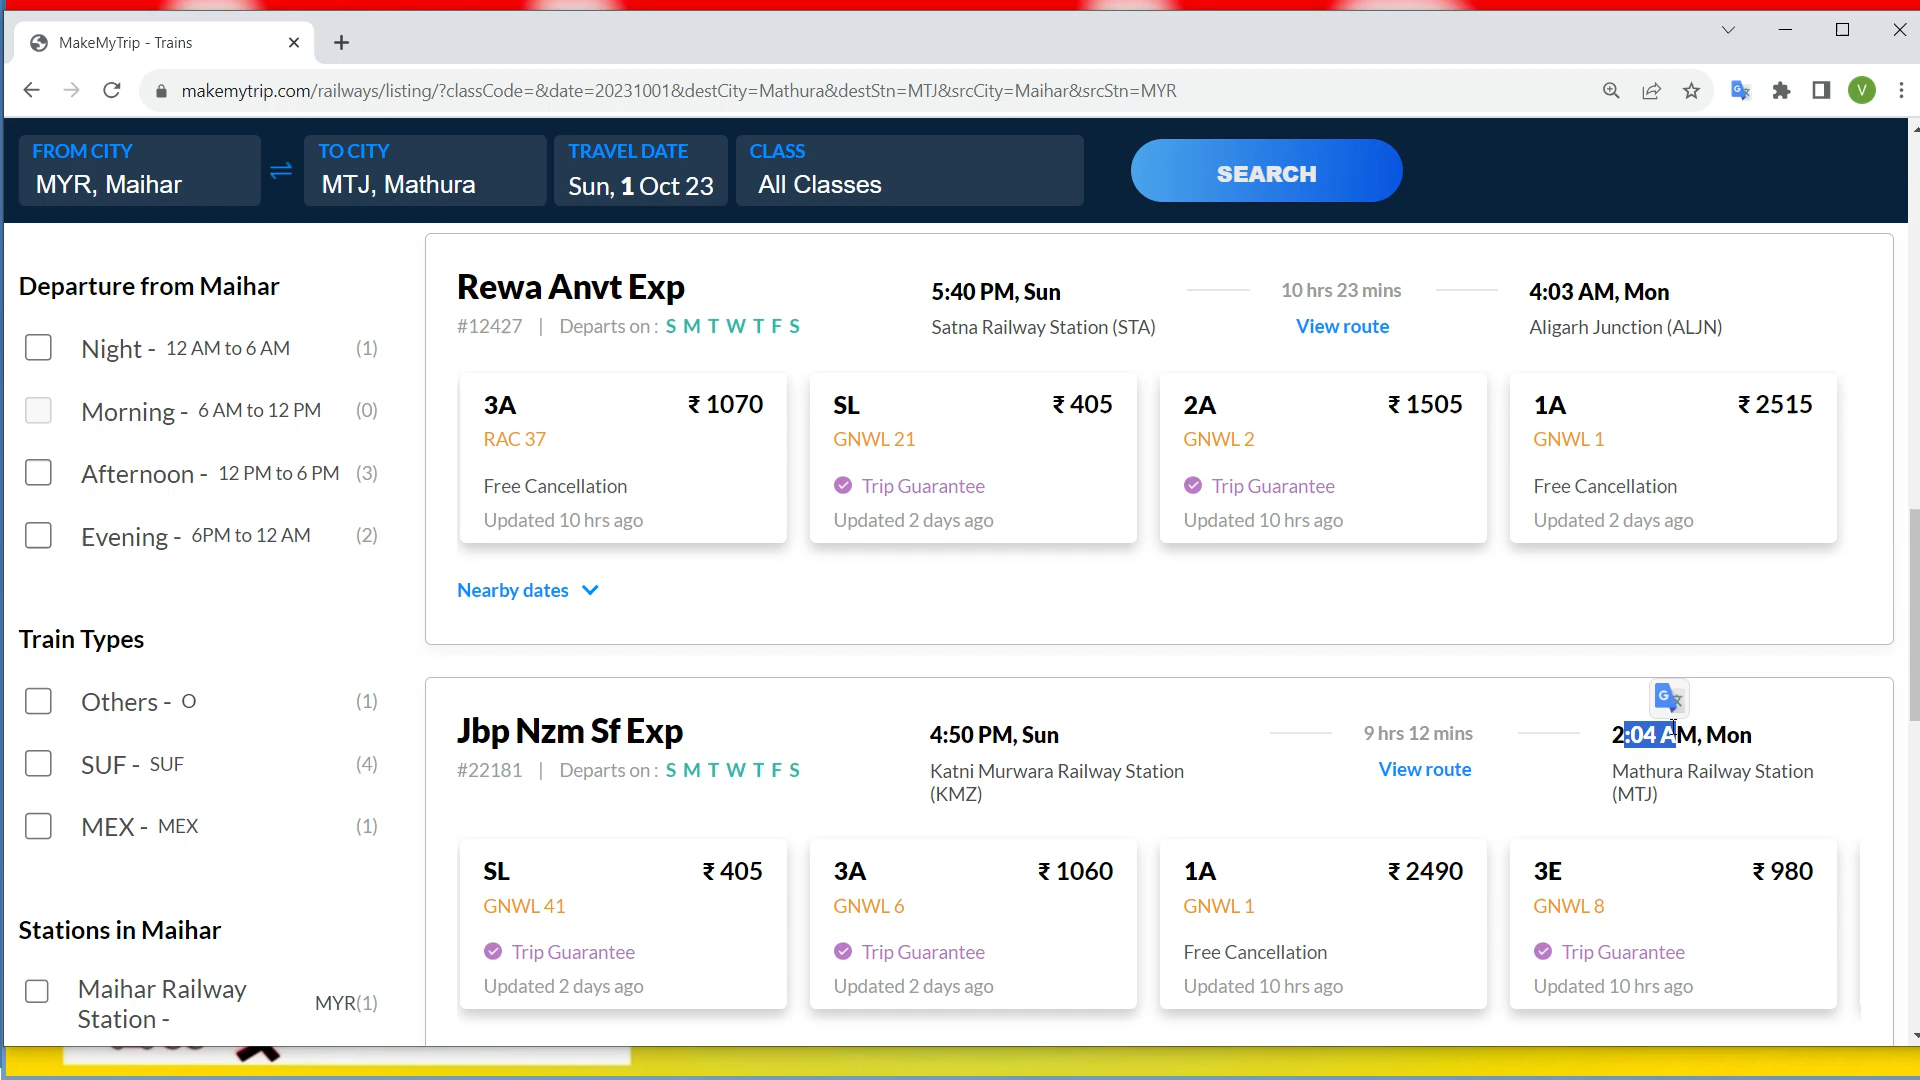 MakeMyTrip - Trains
makemytrip.com/railways/listing/?classCode=&date=20231001&destCity=Mathura&destStn=MTJ&srcCity=Maihar&srcStn=MYR
V
FROM CITY
MYR, Maihar
TO CITY
MTJ, Mathura
TRAVEL DATE
Sun, 1 Oct 23
CLASS
All Classes
SEARCH
Departure from Maihar
Night - 12 AM to 6 AM (1)
Morning - 6 AM to 12 PM (0)
Afternoon - 12 PM to 6 PM (3)
Evening - 6PM to 12 AM (2)
Train Types
Others - O (1)
SUF - SUF (4)
MEX - MEX (1)
Stations in Maihar
Maihar Railway
Station -
MYR(1)
Rewa Anvt Exp
#12427 | Departs on : S M T W T F S
5:40 PM, Sun
Satna Railway Station (STA)
10 hrs 23 mins
View route
4:03 AM, Mon
Aligarh Junction (ALJN)
3A ₹ 1070
RAC 37
Free Cancellation
Updated 10 hrs ago
SL ₹ 405
GNWL 21
Trip Guarantee
Updated 2 days ago
2A ₹ 1505
GNWL 2
Trip Guarantee
Updated 10 hrs ago
1A ₹ 2515
GNWL 1
Free Cancellation
Updated 2 days ago
Nearby dates
Jbp Nzm Sf Exp
#22181 | Departs on : S M T W T F S
4:50 PM, Sun
Katni Murwara Railway Station
(KMZ)
9 hrs 12 mins
View route
2:04 AM, Mon
Mathura Railway Station
(MTJ)
SL ₹ 405
GNWL 41
Trip Guarantee
Updated 2 days ago
3A ₹ 1060
GNWL 6
Trip Guarantee
Updated 2 days ago
1A ₹ 2490
GNWL 1
Free Cancellation
Updated 10 hrs ago
3E ₹ 980
GNWL 8
Trip Guarantee
Updated 10 hrs ago